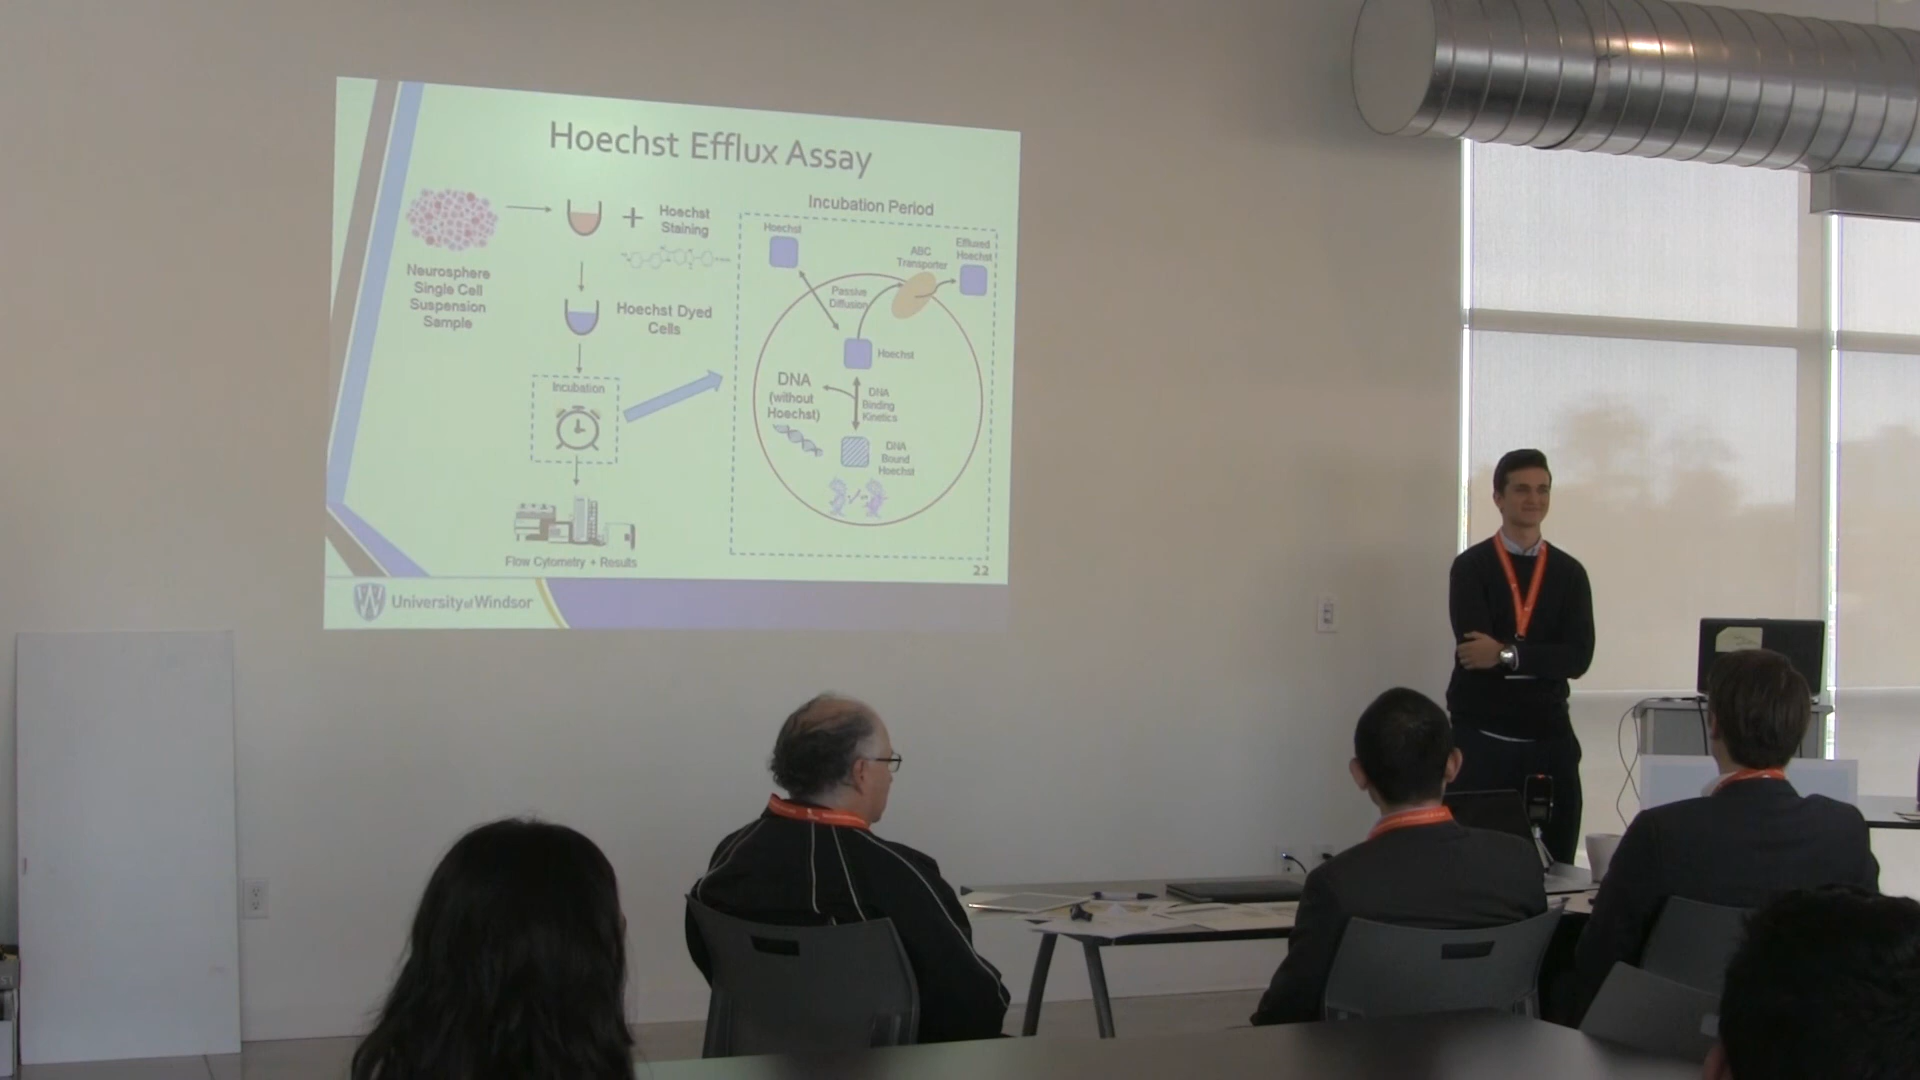 Hoechst Efflux Assay
Neurosphere
Single Cell
Suspension
Sample
+
Hoechst
Staining
Hoechst Dyed
Cells
Incubation
Flow Cytometry + Results
Incubation Period
Hoechst
ABC
Transporter
Effluxed
Hoechst
Passive
Diffusion
Hoechst
DNA
(without
Hoechst)
DNA
Binding
Kinetics
DNA
Bound
Hoechst
22
University of Windsor